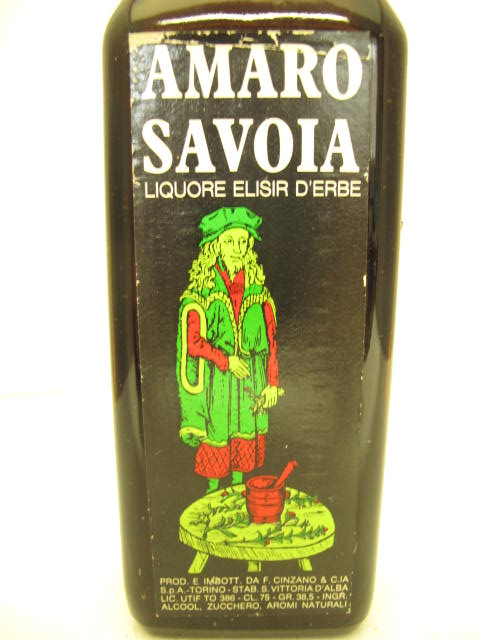 AMARO
SAVOIA
LIQUORE ELISIR D'ERBE
PROD. E IMBOTT. DA F. CINZANO & C.IA
S.p.A.-TORINO - STAB. S. VITTORIA D'ALBA
LIC. UTIF TO 386 - CL. 75 - GR. 38,5 - INGR.
ALCOOL, ZUCCHERO, AROMI NATURALI